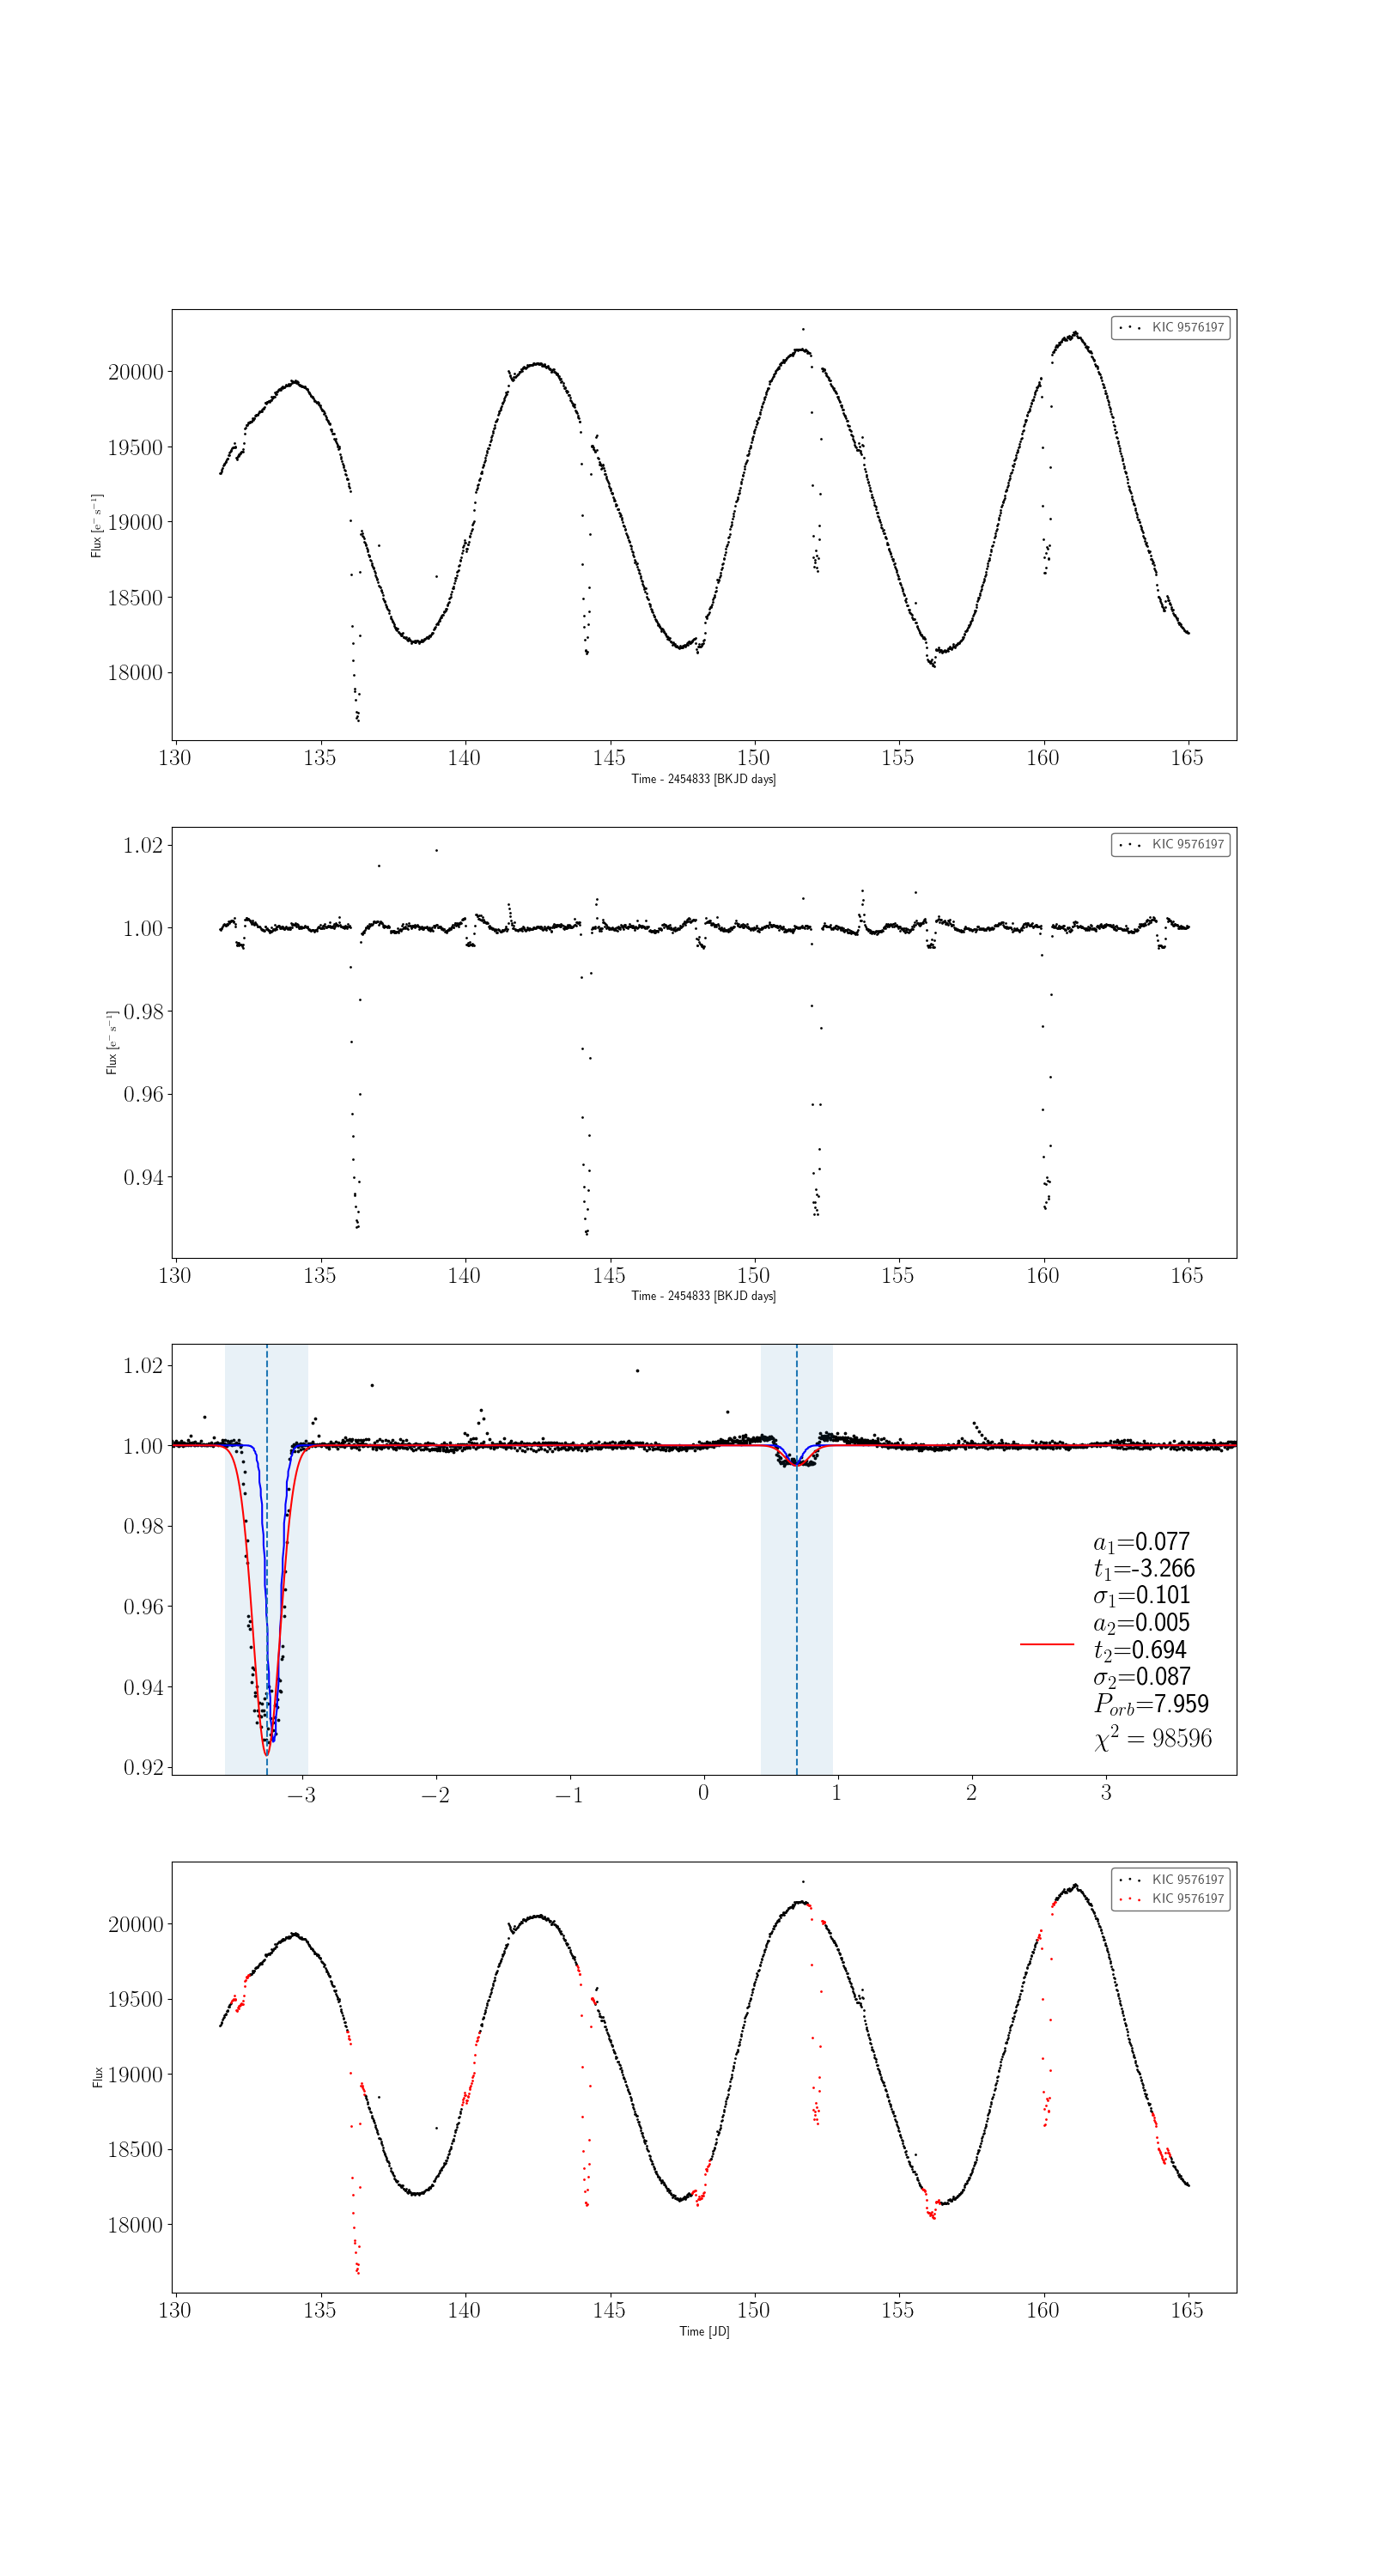 KIC 9576197
20000
19500
19000
18500
18000
Flux [e⁻ s⁻¹]
130 135 140 145 150 155 160 165
Time - 2454833 [BKJD days]
KIC 9576197
1.02
1.00
0.98
0.96
0.94
Flux [e⁻ s⁻¹]
130 135 140 145 150 155 160 165
Time - 2454833 [BKJD days]
1.02
1.00
0.98
0.96
0.94
0.92
a₁=0.077
t₁=-3.266
σ₁=0.101
a₂=0.005
t₂=0.694
σ₂=0.087
P_orb=7.959
χ² = 98596
−3 −2 −1 0 1 2 3
KIC 9576197
KIC 9576197
20000
19500
19000
18500
18000
Flux
130 135 140 145 150 155 160 165
Time [JD]